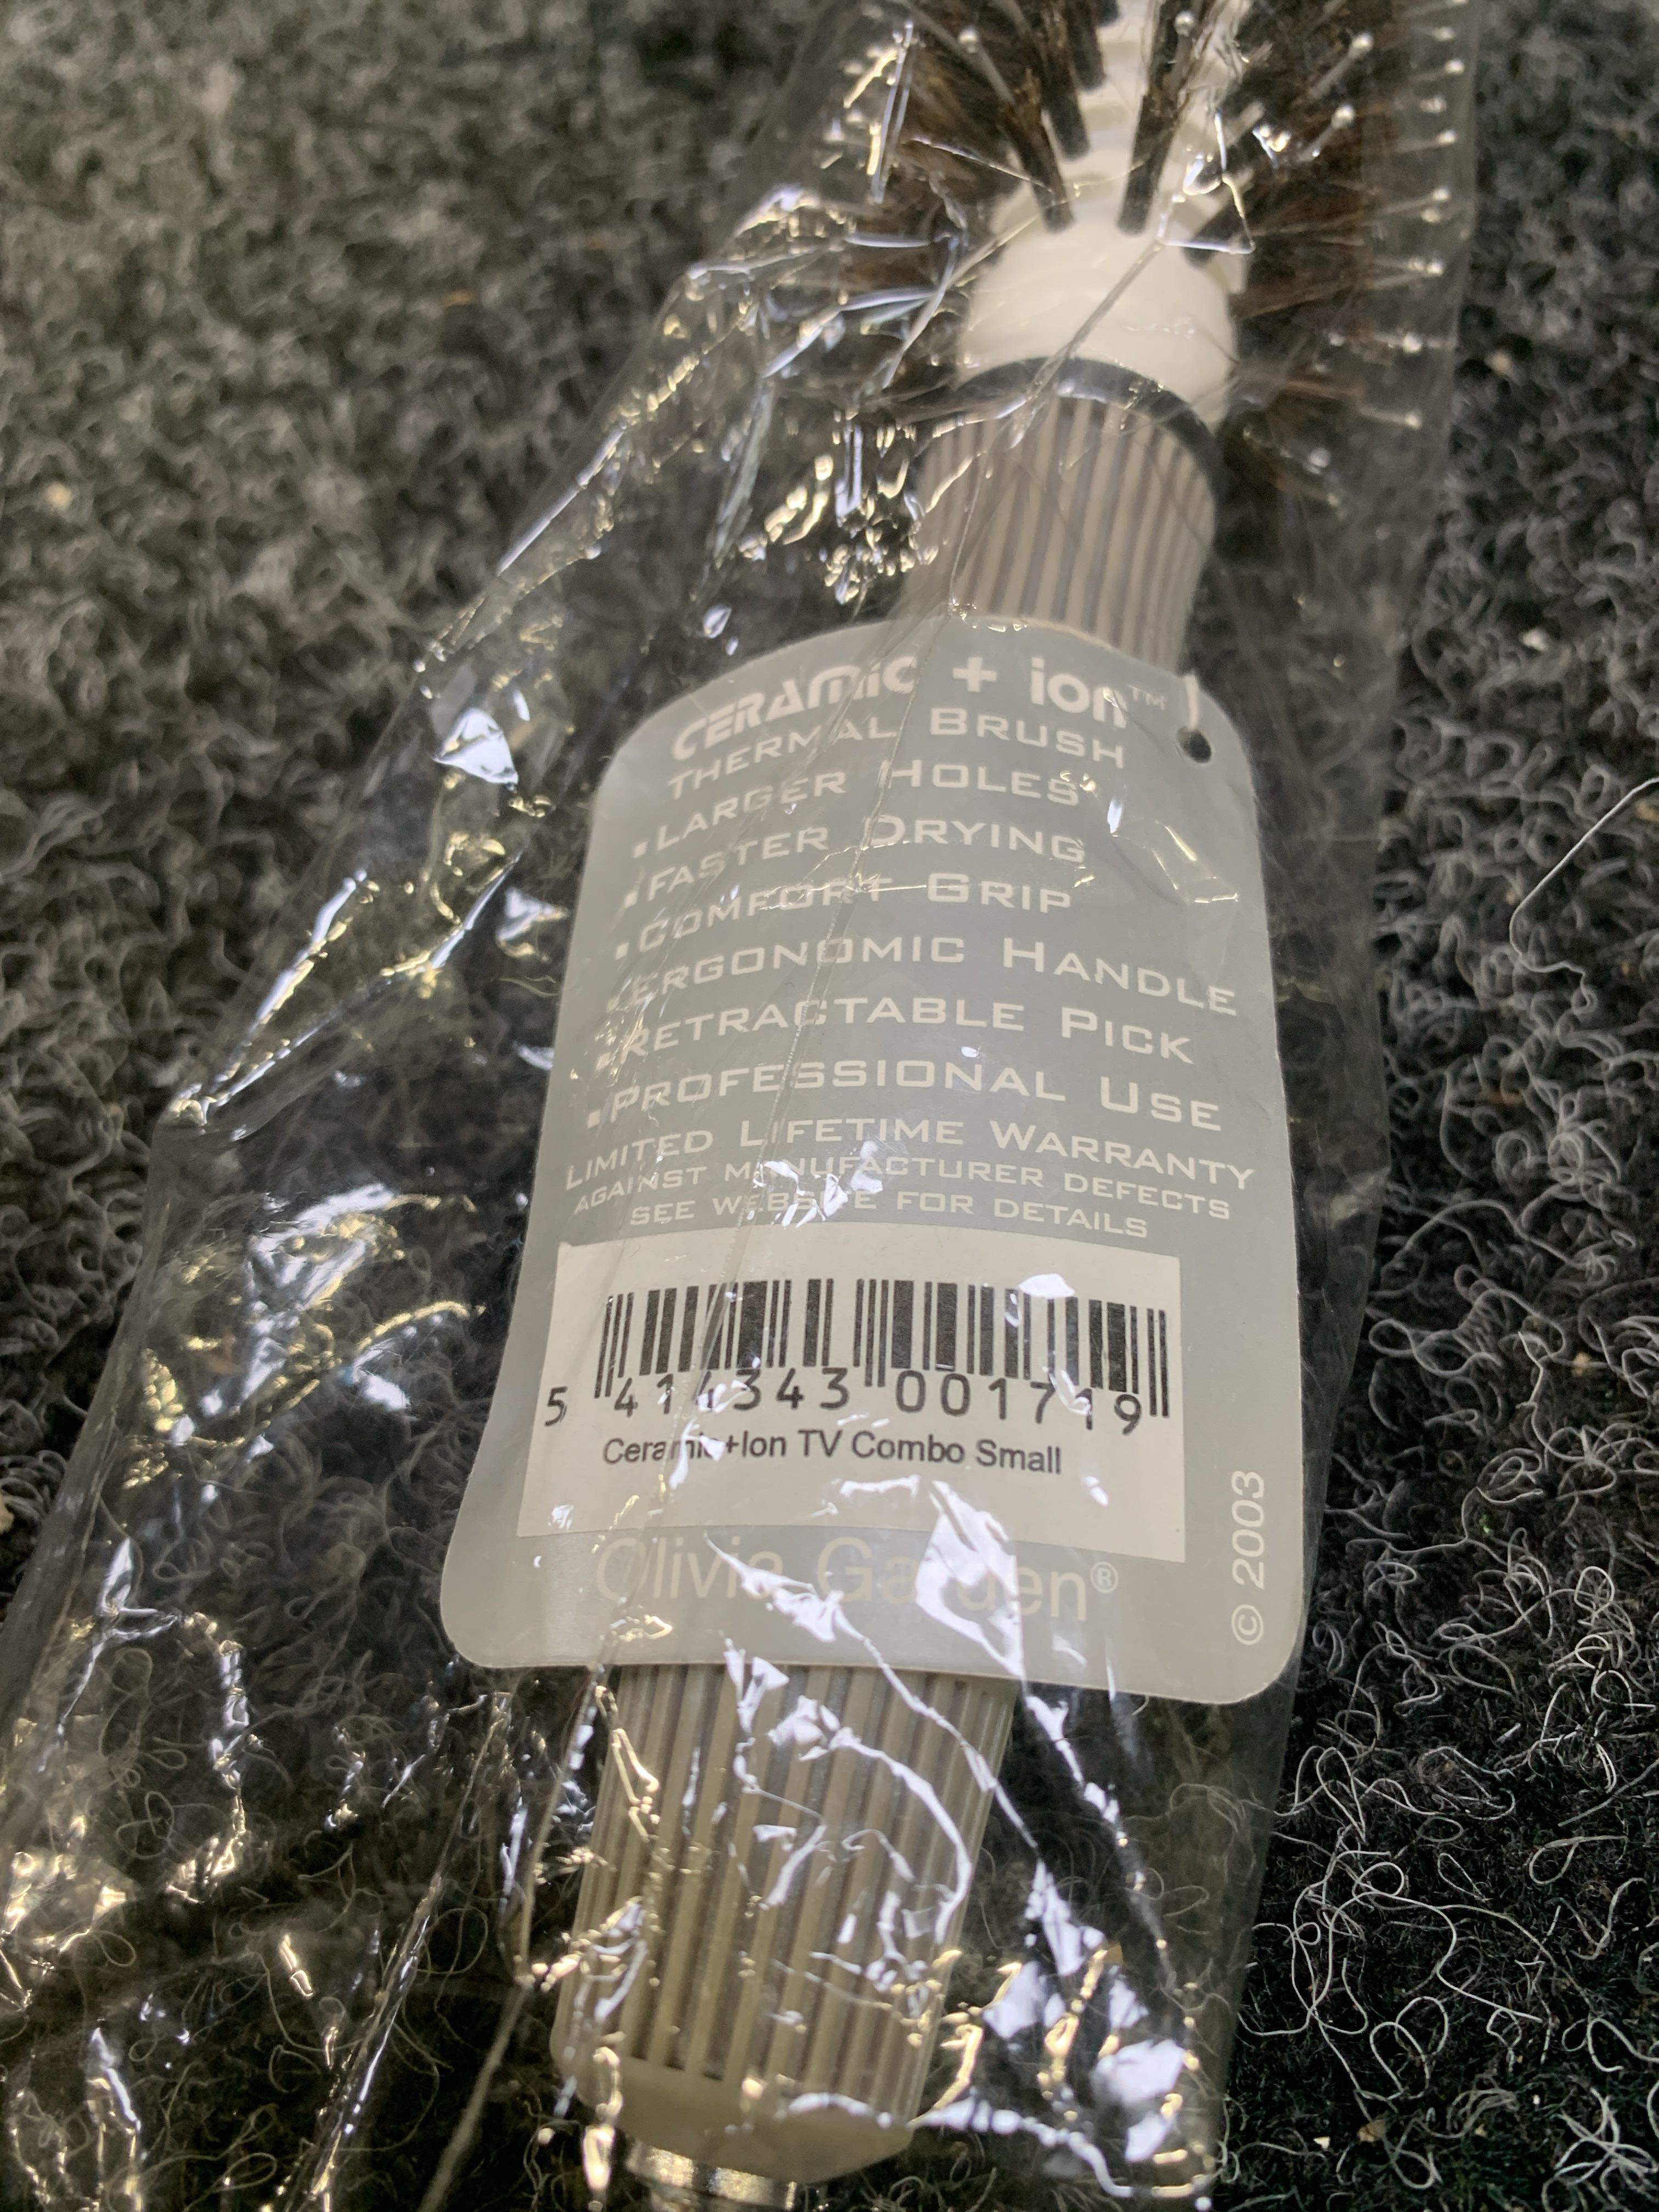 CERAMIC + ion™
THERMAL BRUSH
▪ LARGER HOLES
▪ FASTER DRYING
▪ COMFORT GRIP
▪ ERGONOMIC HANDLE
▪ RETRACTABLE PICK
▪ PROFESSIONAL USE
LIMITED LIFETIME WARRANTY
AGAINST MANUFACTURER DEFECTS
SEE WEBSITE FOR DETAILS
5 414343 001719
Ceramic+Ion TV Combo Small
Olivia Garden®
© 2003